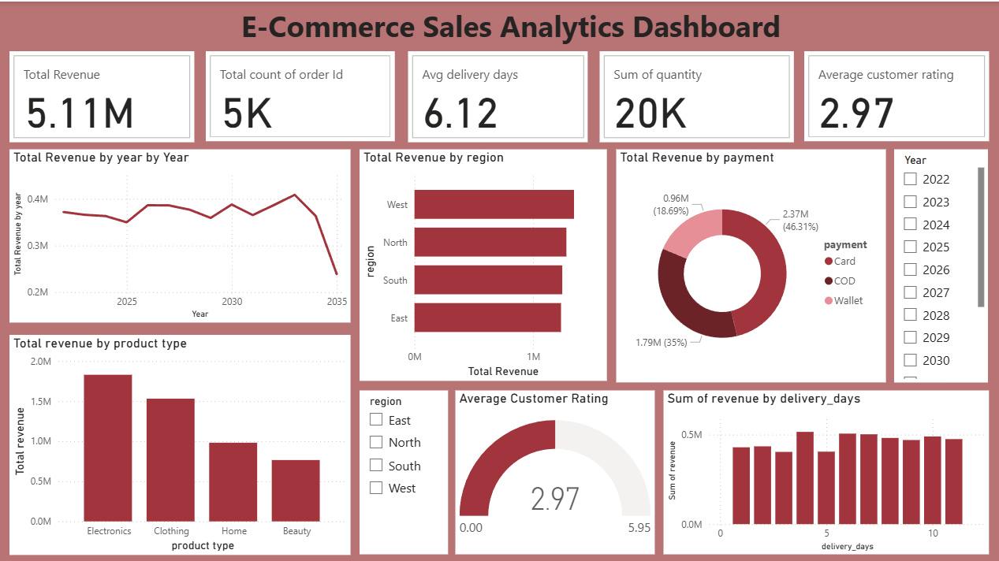 E-Commerce Sales Analytics Dashboard
Total Revenue
5.11M
Total count of order Id
5K
Avg delivery days
6.12
Sum of quantity
20K
Average customer rating
2.97
Total Revenue by year by Year
Total Revenue by year
0.4M
0.3M
0.2M
2025
2030
2035
Year
Total Revenue by region
region
West
North
South
East
0M
1M
Total Revenue
Total Revenue by payment
0.96M
(18.69%)
2.37M
(46.31%)
1.79M (35%)
payment
Card
COD
Wallet
Year
2022
2023
2024
2025
2026
2027
2028
2029
2030
Total revenue by product type
Total revenue
2.0M
1.5M
1.0M
0.5M
0.0M
Electronics
Clothing
Home
Beauty
product type
region
East
North
South
West
Average Customer Rating
2.97
0.00
5.95
Sum of revenue by delivery_days
Sum of revenue
0.5M
0.0M
0
5
10
delivery_days